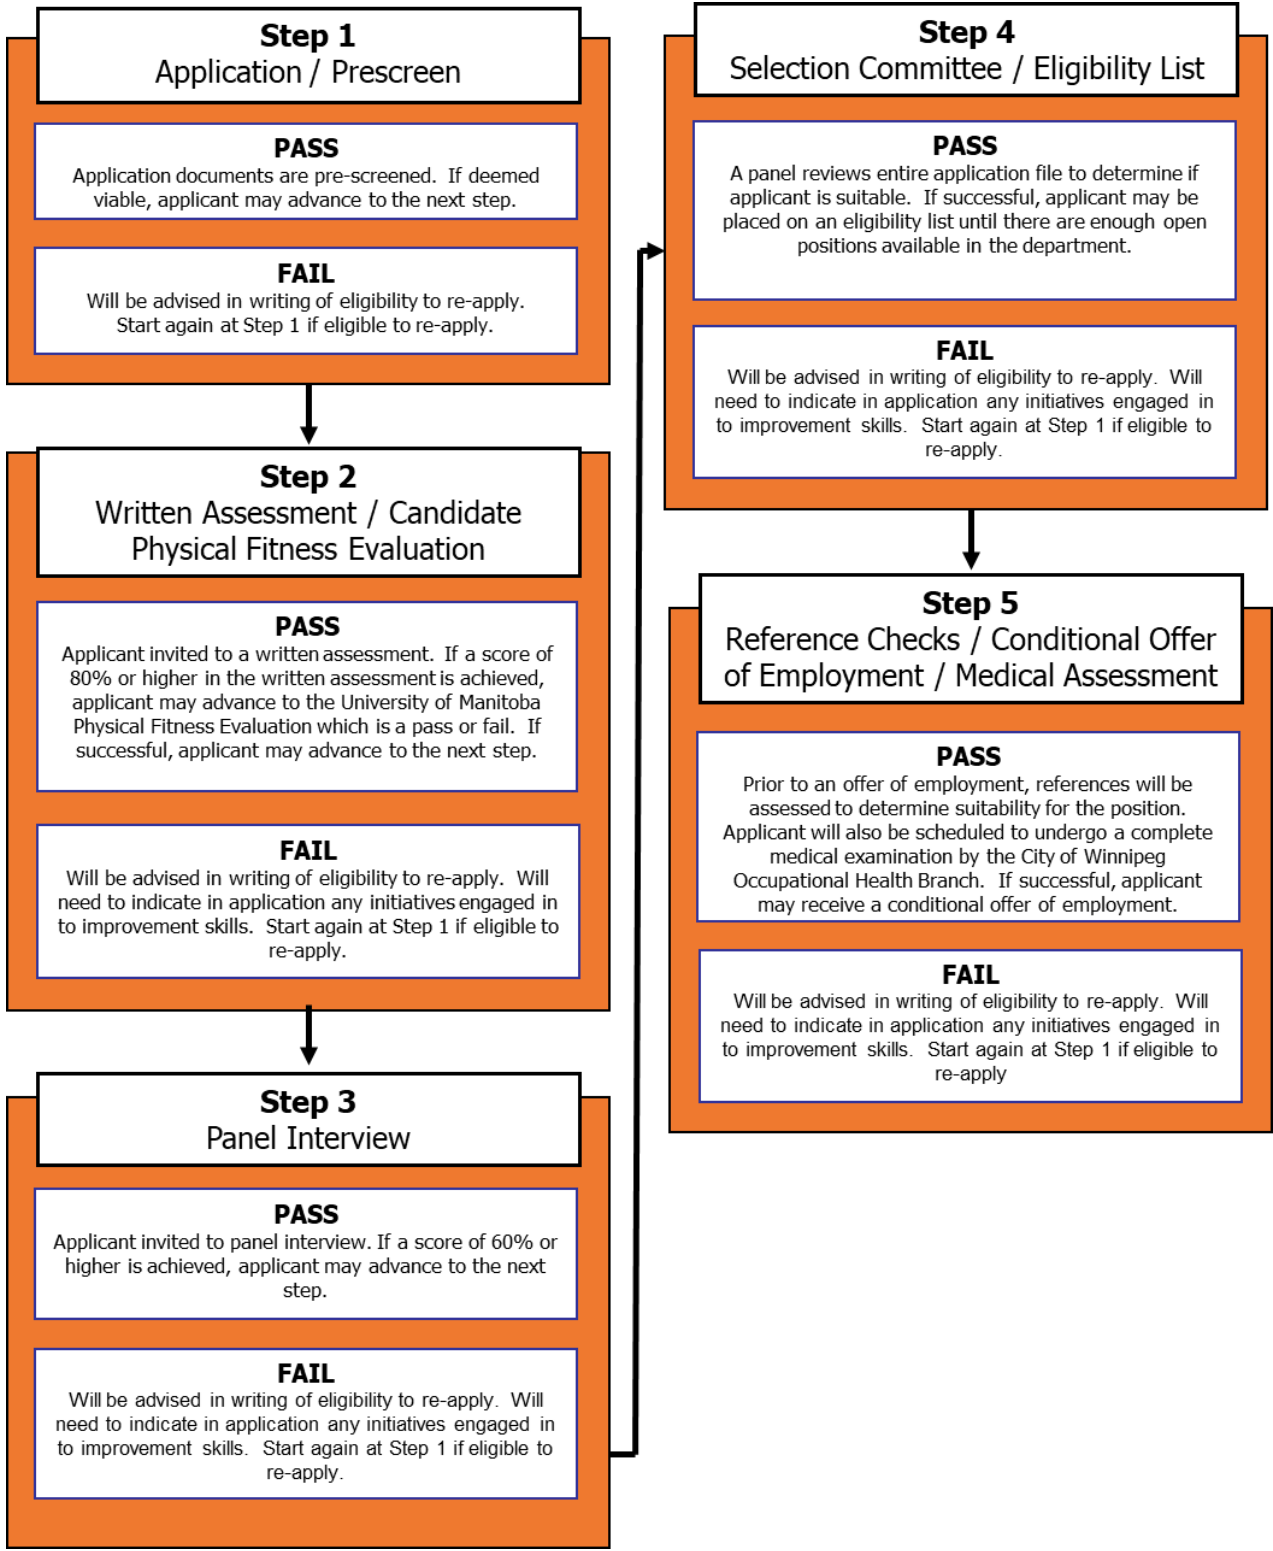 Step 1
Application / Prescreen
PASS
Application documents are pre-screened. If deemed
viable, applicant may advance to the next step.
FAIL
Will be advised in writing of eligibility to re-apply.
Start again at Step 1 if eligible to re-apply.
Step 2
Written Assessment / Candidate
Physical Fitness Evaluation
PASS
Applicant invited to a written assessment. If a score of
80% or higher in the written assessment is achieved,
applicant may advance to the University of Manitoba
Physical Fitness Evaluation which is a pass or fail. If
successful, applicant may advance to the next step.
FAIL
Will be advised in writing of eligibility to re-apply. Will
need to indicate in application any initiatives engaged in
to improvement skills. Start again at Step 1 if eligible to
re-apply.
Step 3
Panel Interview
PASS
Applicant invited to panel interview. If a score of 60% or
higher is achieved, applicant may advance to the next
step.
FAIL
Will be advised in writing of eligibility to re-apply. Will
need to indicate in application any initiatives engaged in
to improvement skills. Start again at Step 1 if eligible to
re-apply.
Step 4
Selection Committee / Eligibility List
PASS
A panel reviews entire application file to determine if
applicant is suitable. If successful, applicant may be
placed on an eligibility list until there are enough open
positions available in the department.
FAIL
Will be advised in writing of eligibility to re-apply. Will
need to indicate in application any initiatives engaged in
to improvement skills. Start again at Step 1 if eligible to
re-apply.
Step 5
Reference Checks / Conditional Offer
of Employment / Medical Assessment
PASS
Prior to an offer of employment, references will be
assessed to determine suitability for the position.
Applicant will also be scheduled to undergo a complete
medical examination by the City of Winnipeg
Occupational Health Branch. If successful, applicant
may receive a conditional offer of employment.
FAIL
Will be advised in writing of eligibility to re-apply. Will
need to indicate in application any initiatives engaged in
to improvement skills. Start again at Step 1 if eligible to
re-apply